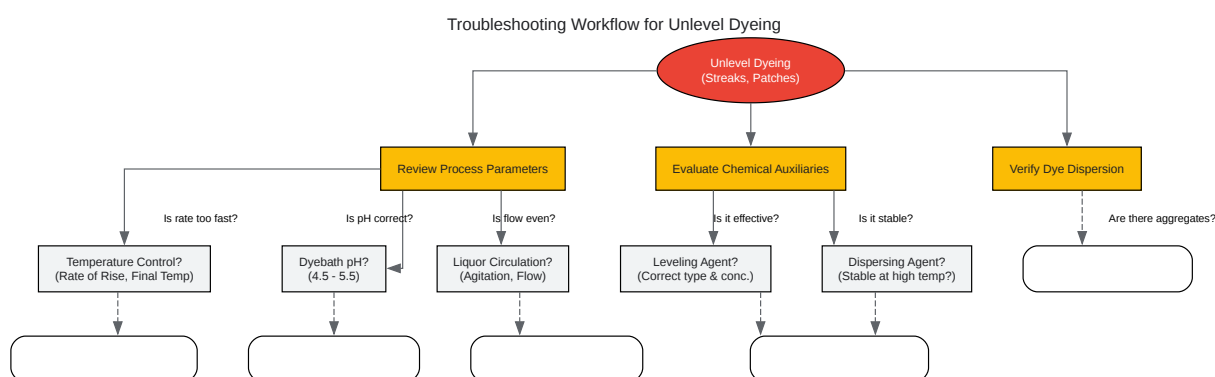 Troubleshooting Workflow for Unlevel Dyeing
Unlevel Dyeing
(Streaks, Patches)
Review Process Parameters
Evaluate Chemical Auxiliaries
Verify Dye Dispersion
Is rate too fast?
Is pH correct?
Is flow even?
Is it effective?
Is it stable?
Are there aggregates?
Temperature Control?
(Rate of Rise, Final Temp)
Dyebath pH?
(4.5 - 5.5)
Liquor Circulation?
(Agitation, Flow)
Leveling Agent?
(Correct type & conc.)
Dispersing Agent?
(Stable at high temp?)